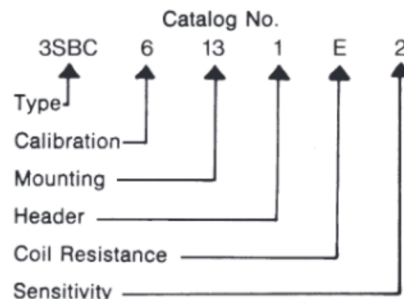 Catalog No.
3SBC 6 13 1 E 2
Type
Calibration
Mounting
Header
Coil Resistance
Sensitivity